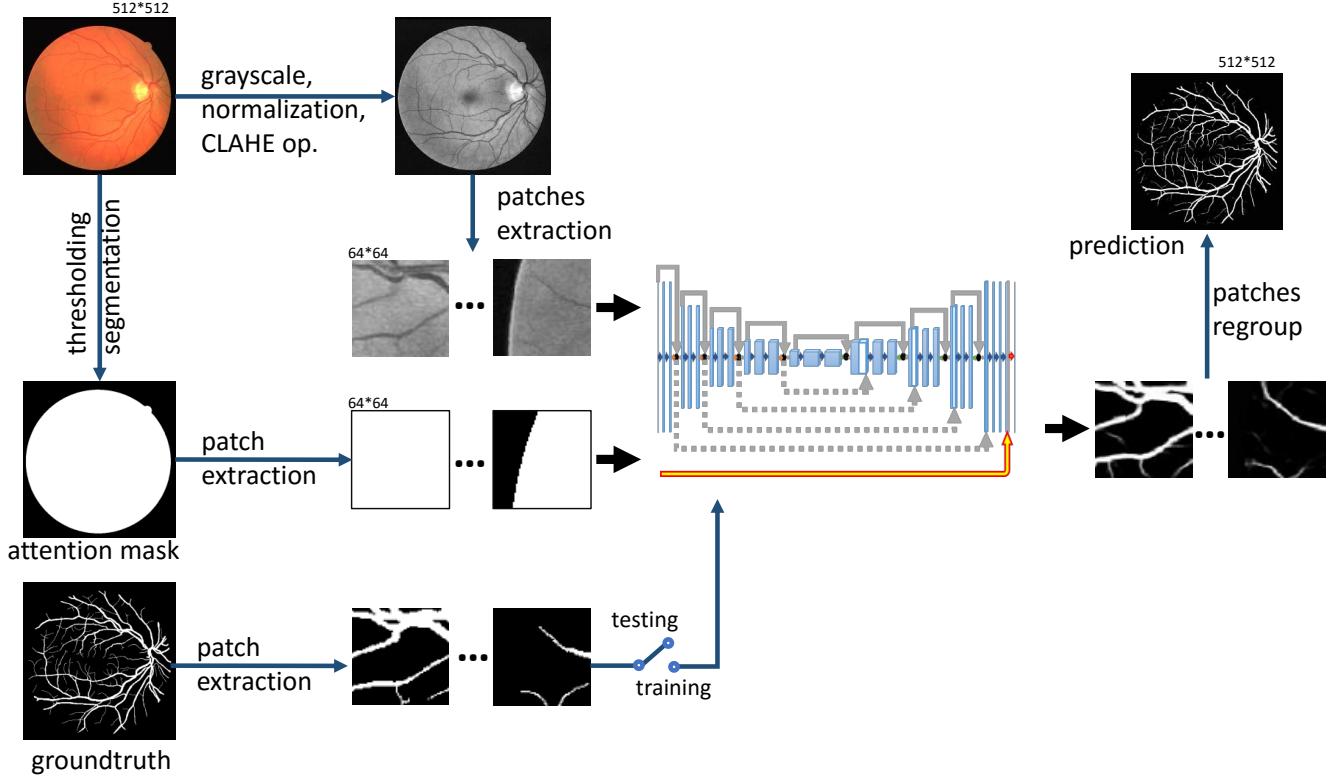 512*512
grayscale,
normalization,
CLAHE op.
512*512
patches
extraction
thresholding
segmentation
64*64
prediction
patches
regroup
64*64
patch
extraction
attention mask
patch
extraction
testing
training
groundtruth